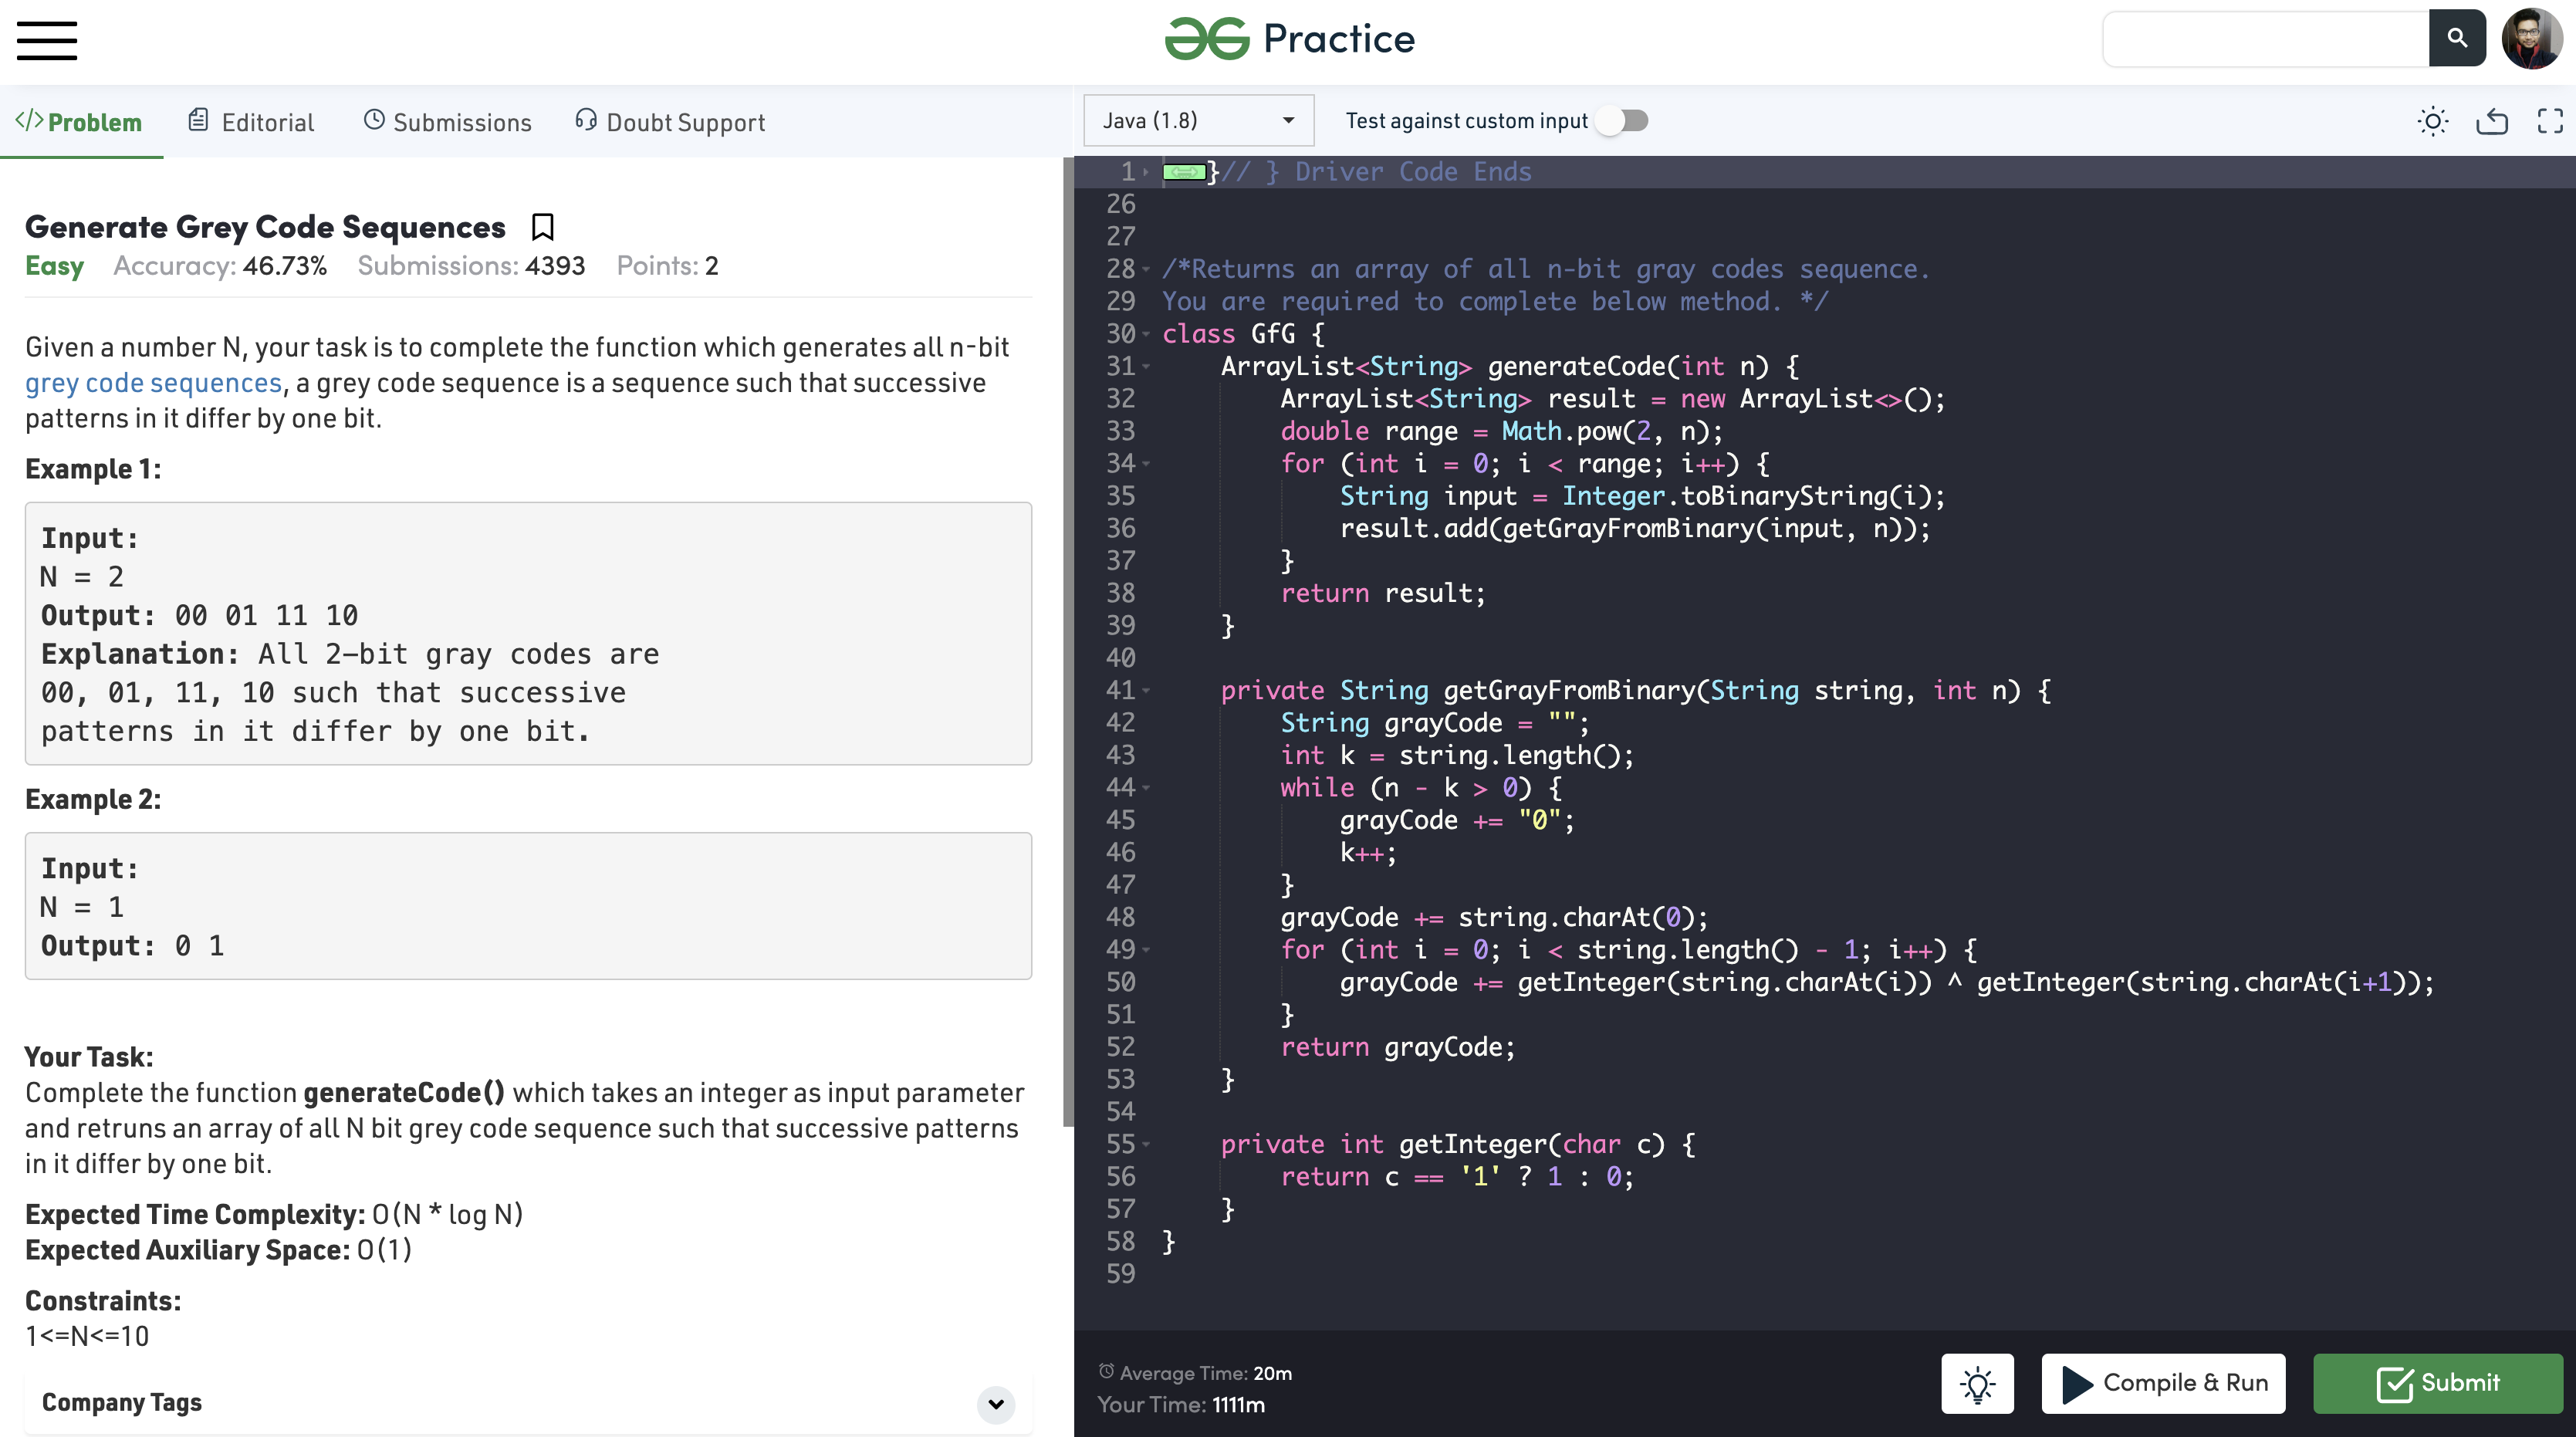 Practice
Problem
Editorial
Submissions
Doubt Support
Generate Grey Code Sequences
Easy Accuracy: 46.73% Submissions: 4393 Points: 2
Given a number N, your task is to complete the function which generates all n-bit
grey code sequences, a grey code sequence is a sequence such that successive
patterns in it differ by one bit.
Example 1:
Input:
N = 2
Output: 00 01 11 10
Explanation: All 2-bit gray codes are
00, 01, 11, 10 such that successive
patterns in it differ by one bit.
Example 2:
Input:
N = 1
Output: 0 1
Your Task:
Complete the function generateCode() which takes an integer as input parameter
and retruns an array of all N bit grey code sequence such that successive patterns
in it differ by one bit.
Expected Time Complexity: O(N * log N)
Expected Auxiliary Space: O(1)
Constraints:
1<=N<=10
Company Tags
Java (1.8)
Test against custom input
1 }// } Driver Code Ends
26
27
28 /*Returns an array of all n-bit gray codes sequence.
29 You are required to complete below method. */
30 class GfG {
31 ArrayList<String> generateCode(int n) {
32 ArrayList<String> result = new ArrayList<>();
33 double range = Math.pow(2, n);
34 for (int i = 0; i < range; i++) {
35 String input = Integer.toBinaryString(i);
36 result.add(getGrayFromBinary(input, n));
37 }
38 return result;
39 }
40
41 private String getGrayFromBinary(String string, int n) {
42 String grayCode = "";
43 int k = string.length();
44 while (n - k > 0) {
45 grayCode += "0";
46 k++;
47 }
48 grayCode += string.charAt(0);
49 for (int i = 0; i < string.length() - 1; i++) {
50 grayCode += getInteger(string.charAt(i)) ^ getInteger(string.charAt(i+1));
51 }
52 return grayCode;
53 }
54
55 private int getInteger(char c) {
56 return c == '1' ? 1 : 0;
57 }
58 }
59
Average Time: 20m
Your Time: 1111m
Compile & Run
Submit